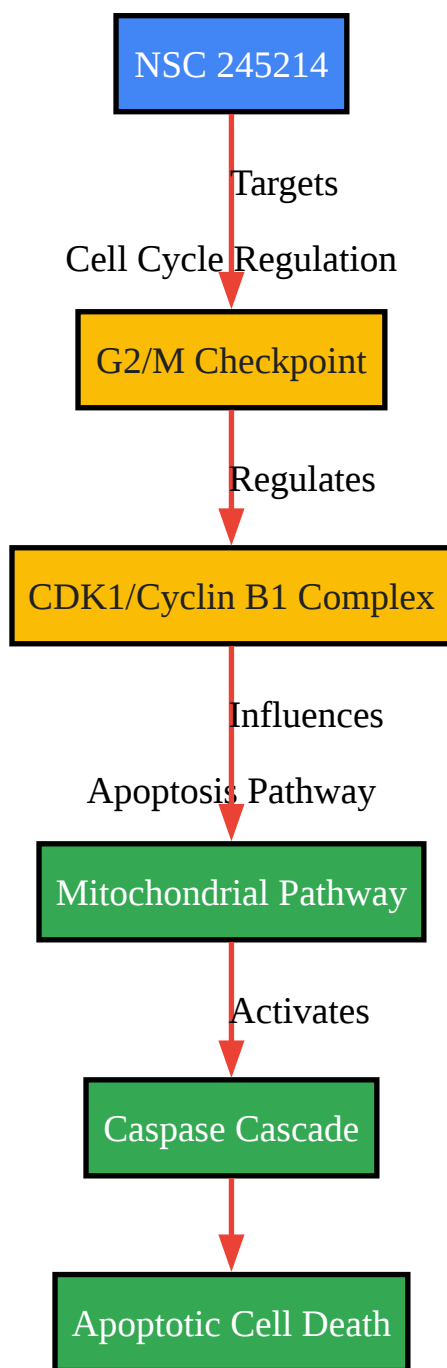 NSC 245214
Targets
Cell Cycle Regulation
G2/M Checkpoint
Regulates
CDK1/Cyclin B1 Complex
Influences
Apoptosis Pathway
Mitochondrial Pathway
Activates
Caspase Cascade
Apoptotic Cell Death